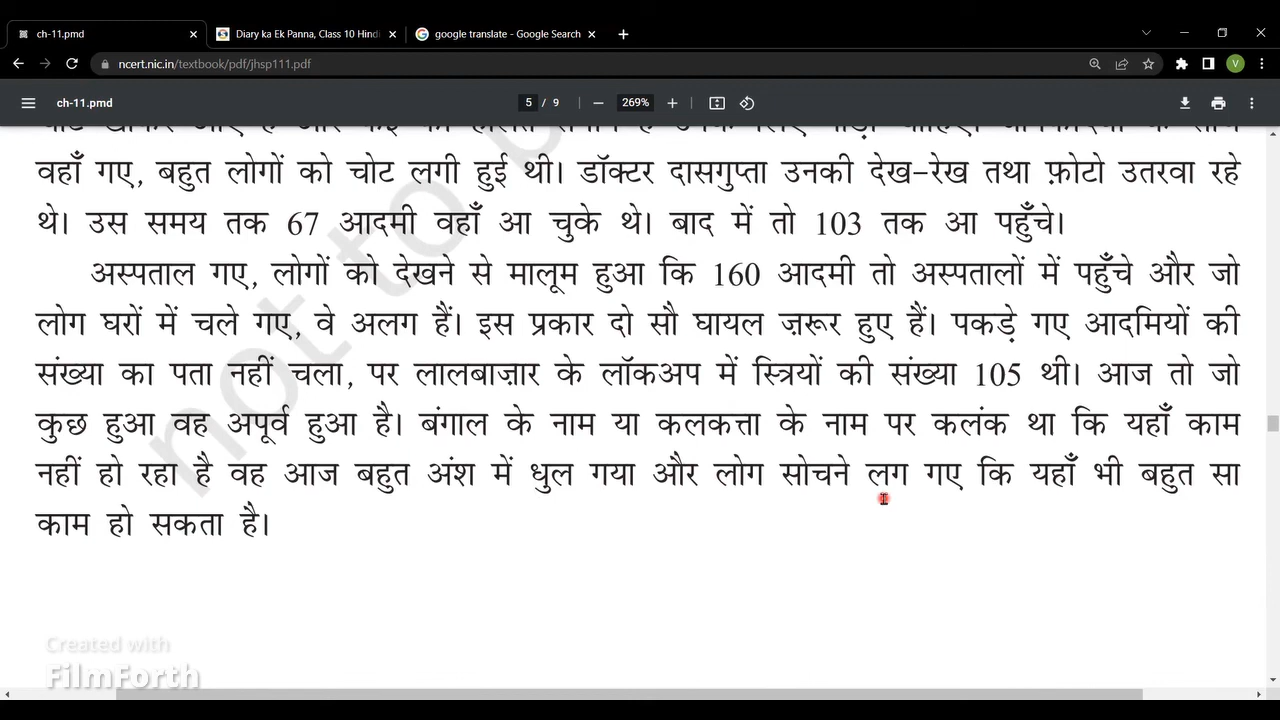 ch-11.pmd
Diary ka Ek Panna, Class 10 Hindi
google translate - Google Search
ncert.nic.in/textbook/pdf/jhsp111.pdf
V
ch-11.pmd
5 / 9
269%
वहाँ गए, बहुत लोगों को चोट लगी हुई थी। डॉक्टर दासगुप्ता उनकी देख-रेख तथा फ़ोटो उतरवा रहे
थे। उस समय तक 67 आदमी वहाँ आ चुके थे। बाद में तो 103 तक आ पहुँचे।
अस्पताल गए, लोगों को देखने से मालूम हुआ कि 160 आदमी तो अस्पतालों में पहुँचे और जो
लोग घरों में चले गए, वे अलग हैं। इस प्रकार दो सौ घायल ज़रूर हुए हैं। पकड़े गए आदमियों की
संख्या का पता नहीं चला, पर लालबाज़ार के लॉकअप में स्त्रियों की संख्या 105 थी। आज तो जो
कुछ हुआ वह अपूर्व हुआ है। बंगाल के नाम या कलकत्ता के नाम पर कलंक था कि यहाँ काम
नहीं हो रहा है वह आज बहुत अंश में धुल गया और लोग सोचने लग गए कि यहाँ भी बहुत सा
काम हो सकता है।
not to b
Created with
FilmForth